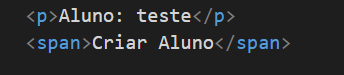 <p>Aluno: teste</p>
<span>Criar Aluno</span>